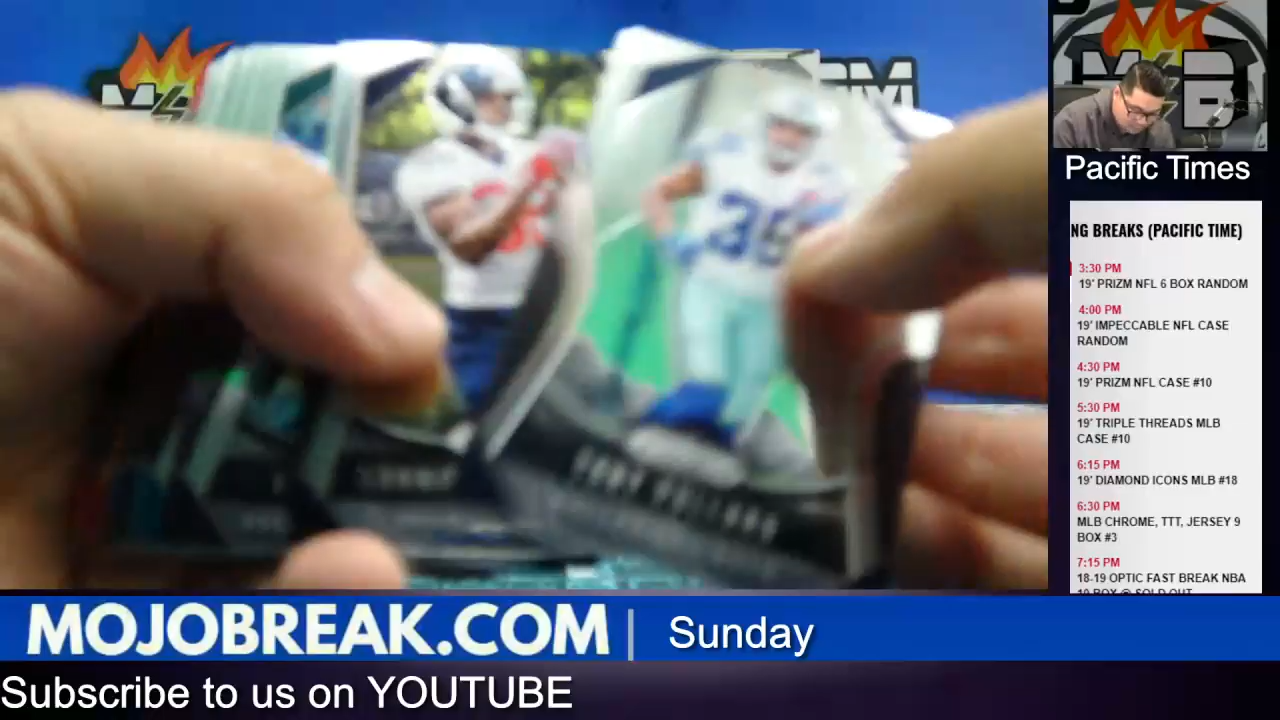 Pacific Times
NG BREAKS (PACIFIC TIME)
3:30 PM
19' PRIZM NFL 6 BOX RANDOM
4:00 PM
19' IMPECCABLE NFL CASE
RANDOM
4:30 PM
19' PRIZM NFL CASE #10
5:30 PM
19' TRIPLE THREADS MLB
CASE #10
6:15 PM
19' DIAMOND ICONS MLB #18
6:30 PM
MLB CHROME, TTT, JERSEY 9
BOX #3
7:15 PM
18-19 OPTIC FAST BREAK NBA
TONY POLLARD
MOJOBREAK.COM | Sunday
Subscribe to us on YOUTUBE